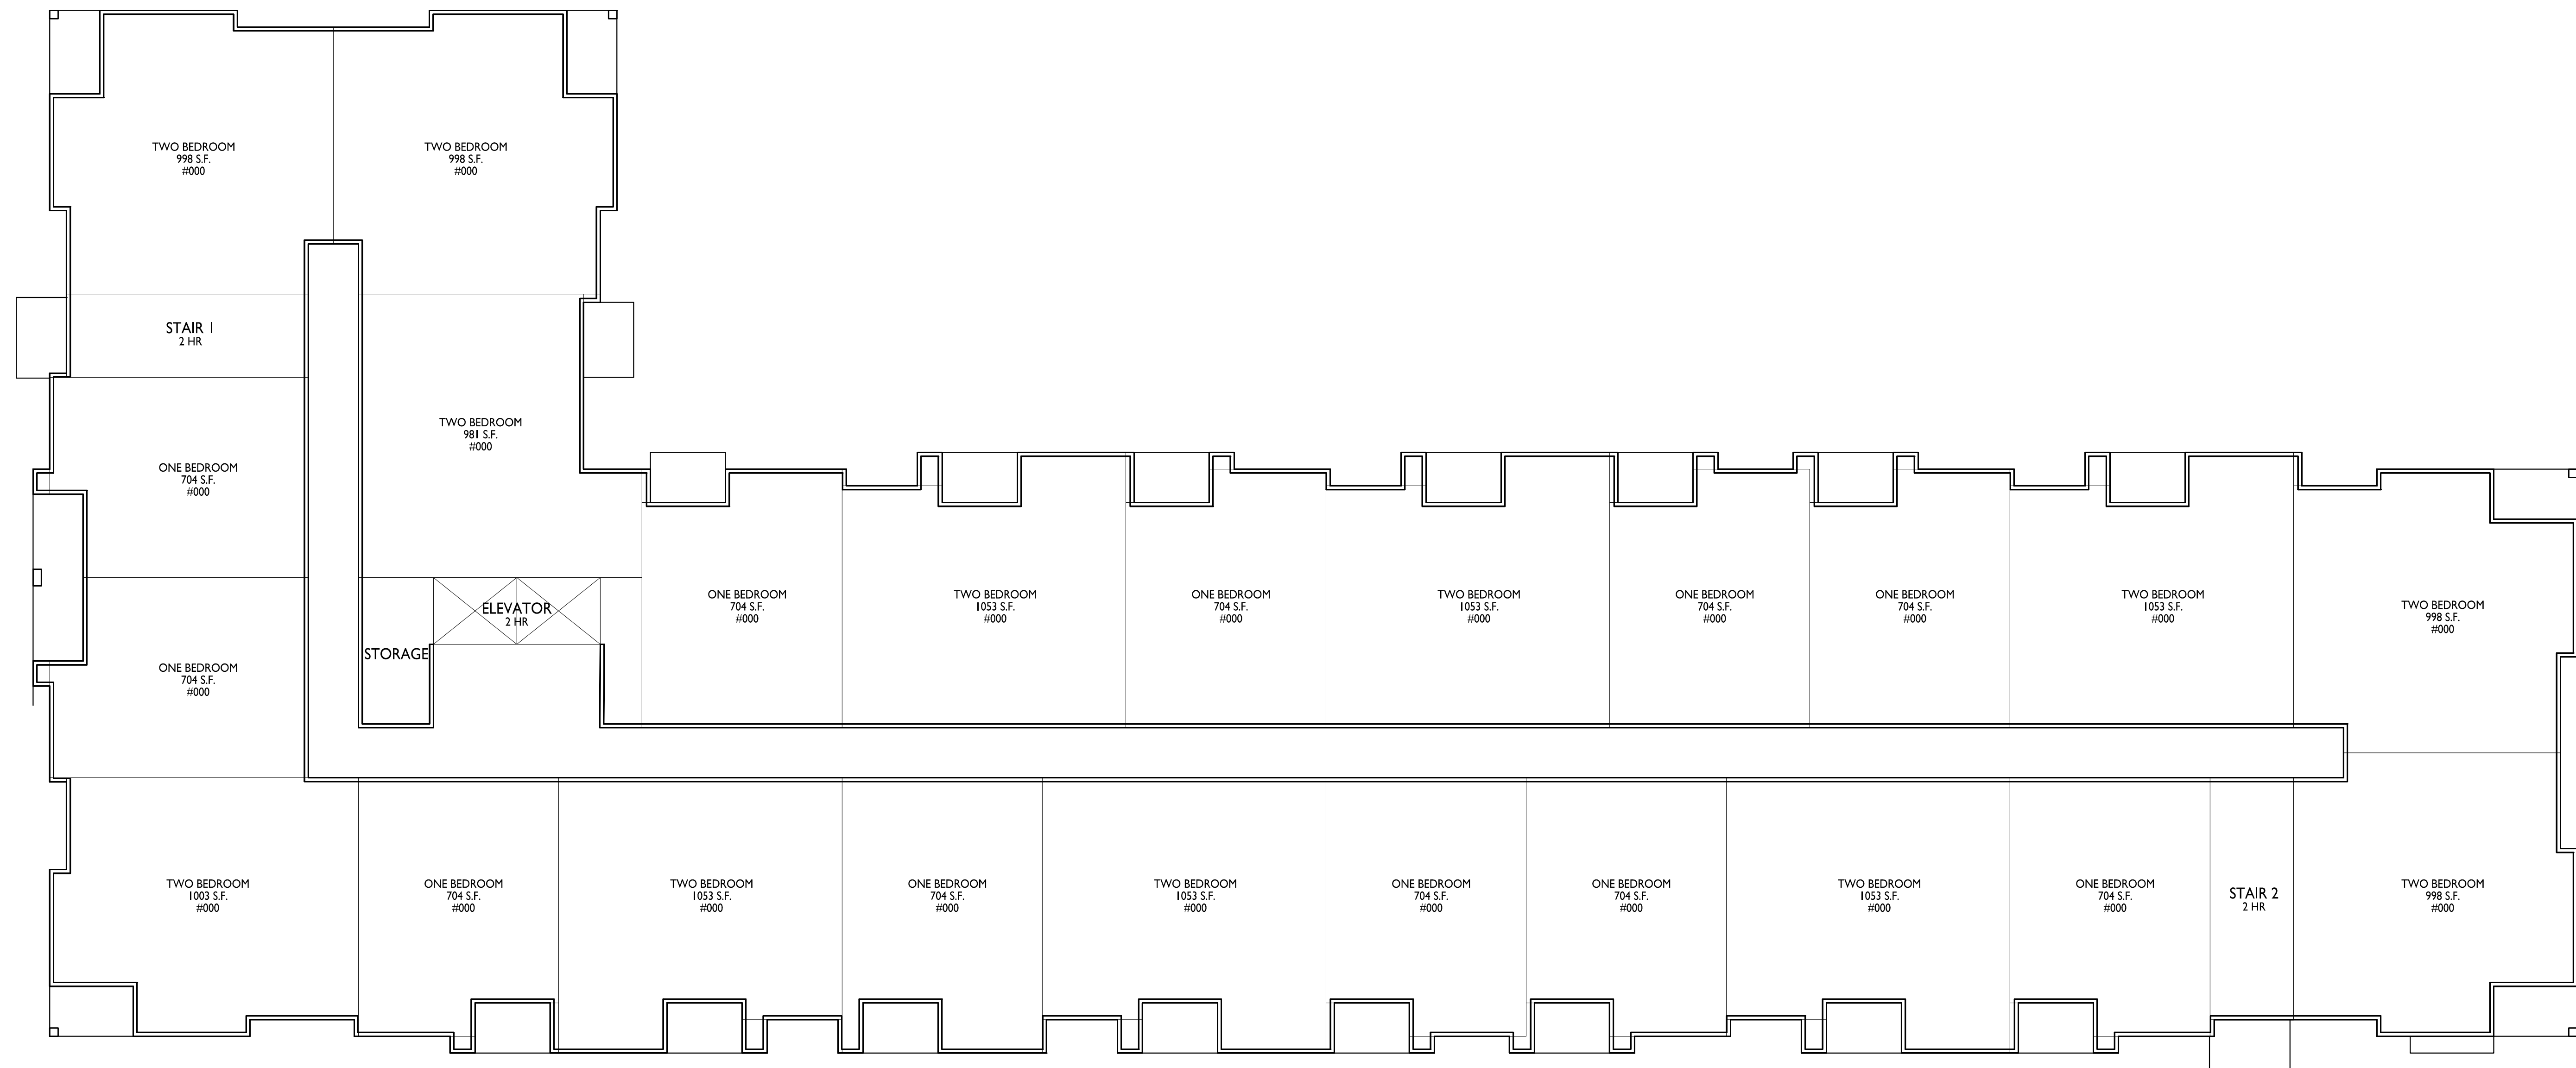 TWO BEDROOM
998 S.F.
#000
TWO BEDROOM
998 S.F.
#000
STAIR 1
2 HR
TWO BEDROOM
981 S.F.
#000
ONE BEDROOM
704 S.F.
#000
ELEVATOR
2 HR
STORAGE
ONE BEDROOM
704 S.F.
#000
ONE BEDROOM
704 S.F.
#000
TWO BEDROOM
1053 S.F.
#000
ONE BEDROOM
704 S.F.
#000
TWO BEDROOM
1053 S.F.
#000
ONE BEDROOM
704 S.F.
#000
ONE BEDROOM
704 S.F.
#000
TWO BEDROOM
1053 S.F.
#000
TWO BEDROOM
998 S.F.
#000
TWO BEDROOM
1003 S.F.
#000
ONE BEDROOM
704 S.F.
#000
TWO BEDROOM
1053 S.F.
#000
ONE BEDROOM
704 S.F.
#000
TWO BEDROOM
1053 S.F.
#000
ONE BEDROOM
704 S.F.
#000
ONE BEDROOM
704 S.F.
#000
TWO BEDROOM
1053 S.F.
#000
ONE BEDROOM
704 S.F.
#000
STAIR 2
2 HR
TWO BEDROOM
998 S.F.
#000